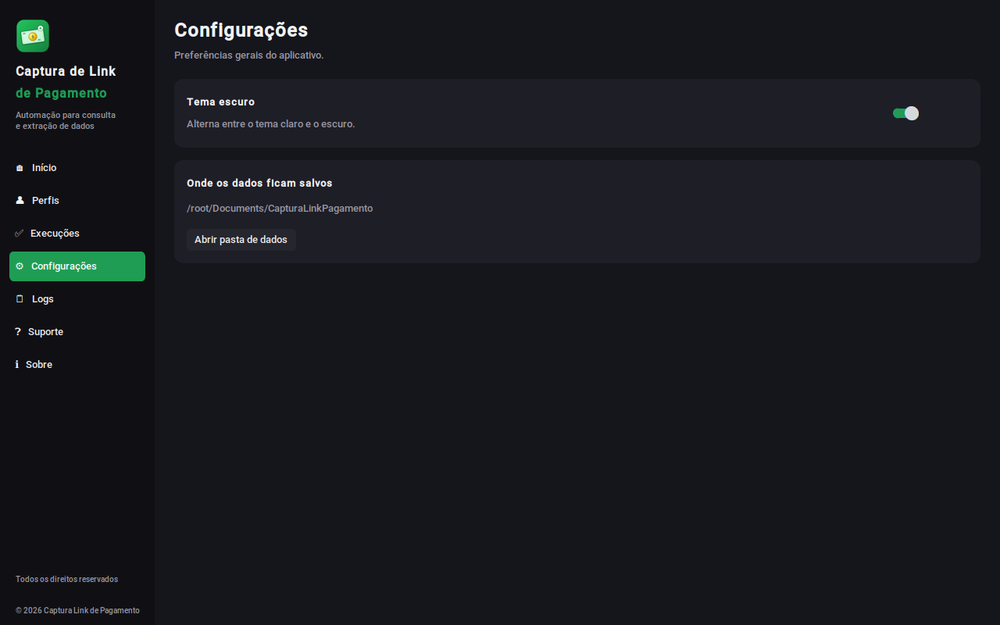 Captura de Link
de Pagamento
Automação para consulta
e extração de dados
Início
Perfis
Execuções
Configurações
Logs
? Suporte
i Sobre
Todos os direitos reservados
© 2026 Captura Link de Pagamento
Configurações
Preferências gerais do aplicativo.
Tema escuro
Alterna entre o tema claro e o escuro.
Onde os dados ficam salvos
/root/Documents/CapturaLinkPagamento
Abrir pasta de dados